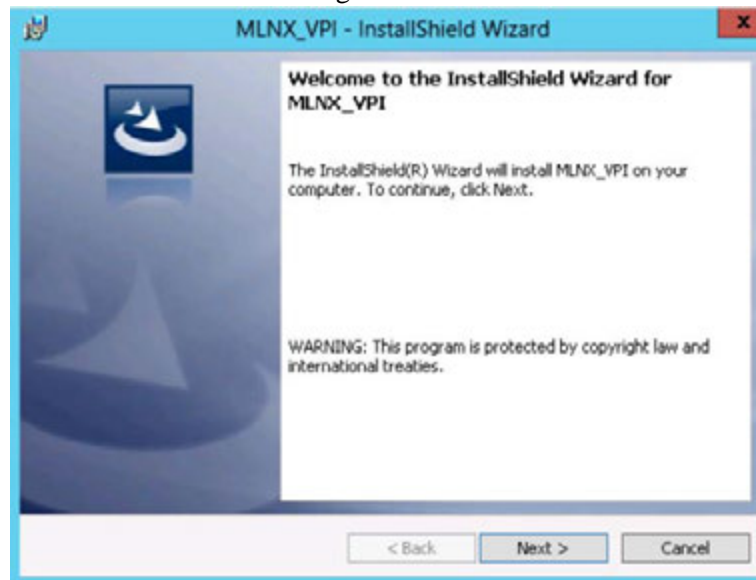 MLNX_VPI - InstallShield Wizard
x
Welcome to the InstallShield Wizard for
MLNX_VPI
The InstallShield(R) Wizard will install MLNX_VPI on your
computer. To continue, click Next.
WARNING: This program is protected by copyright law and
international treaties.
< Back
Next >
Cancel